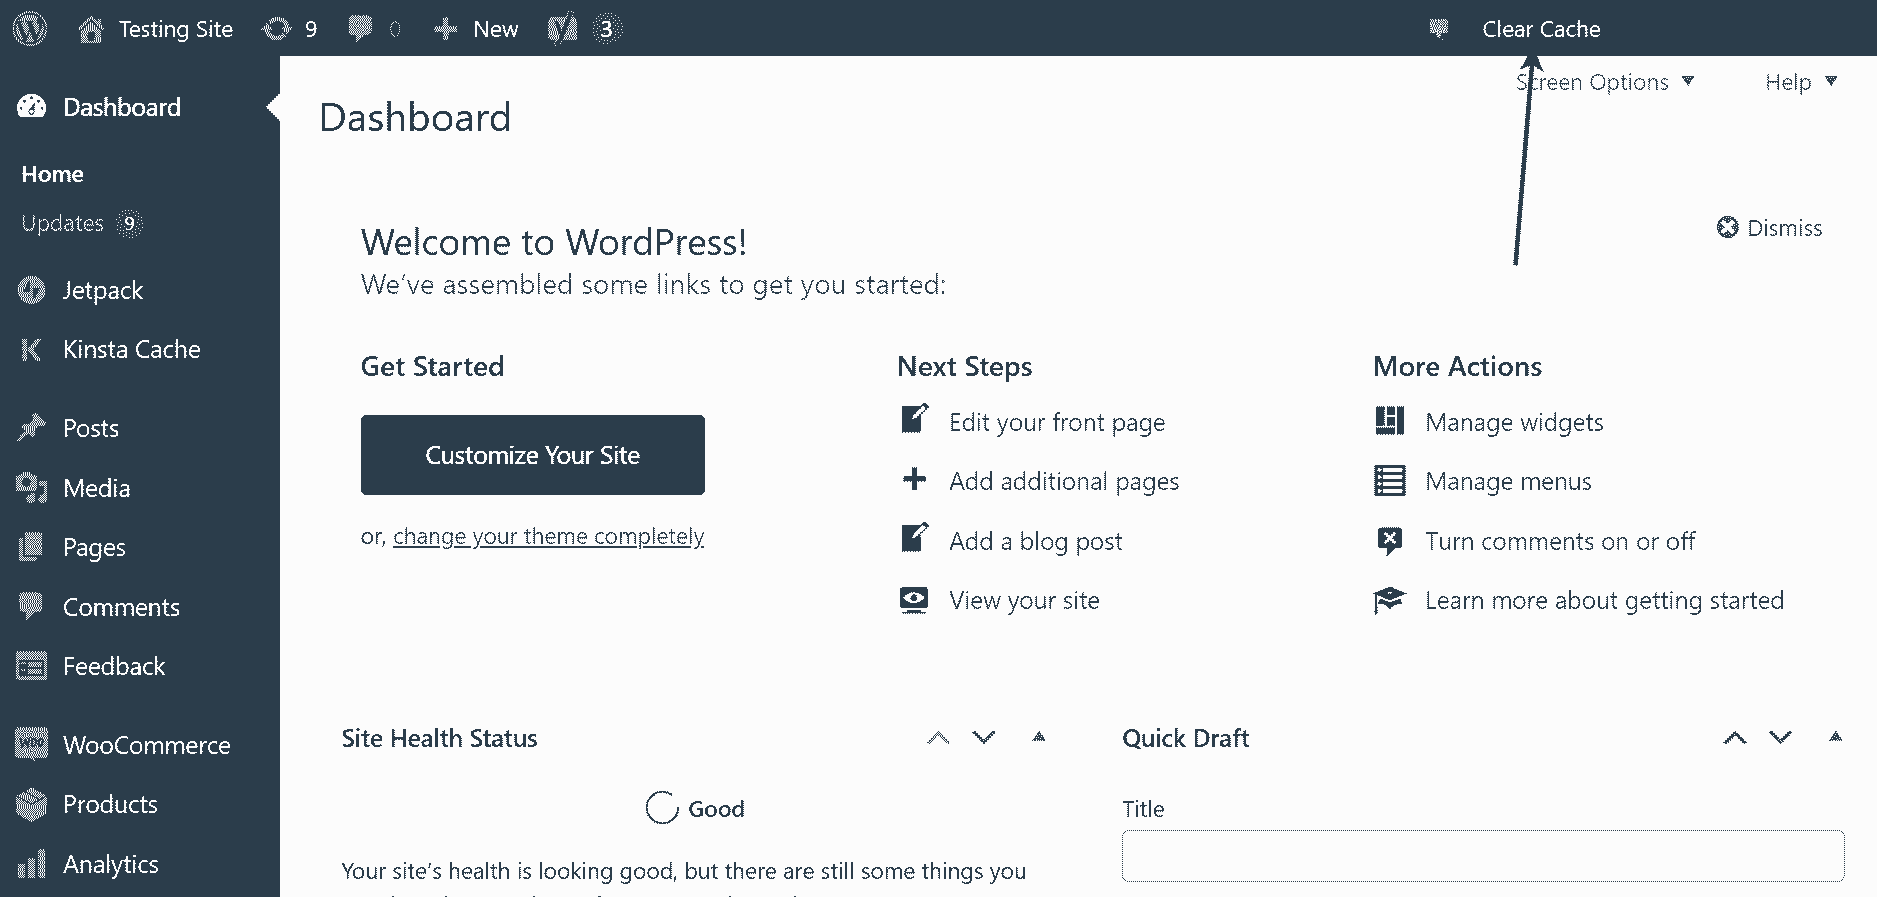 Testing Site 9 0 New 3 Clear Cache
Screen Options Help
Dashboard
Home
Updates 9
Jetpack
Kinsta Cache
Posts
Media
Pages
Comments
Feedback
WooCommerce
Products
Analytics
Dashboard
Welcome to WordPress!
We've assembled some links to get you started:
Dismiss
Get Started
Customize Your Site
or, change your theme completely
Next Steps
Edit your front page
Add additional pages
Add a blog post
View your site
More Actions
Manage widgets
Manage menus
Turn comments on or off
Learn more about getting started
Site Health Status
Good
Your site's health is looking good, but there are still some things you
Quick Draft
Title